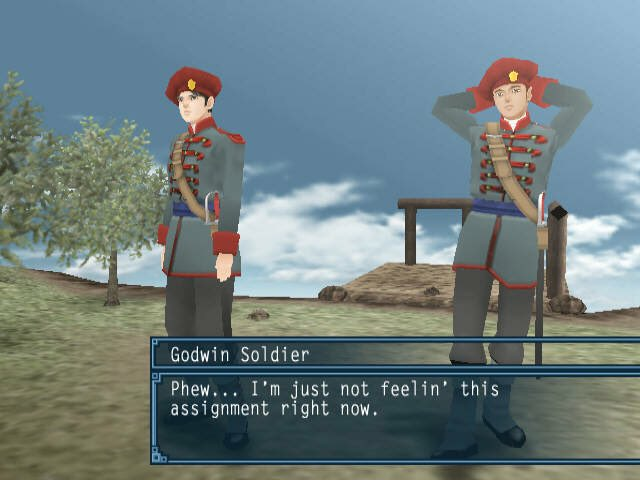 Godwin Soldier
Phew... I'm just not feelin' this
assignment right now.